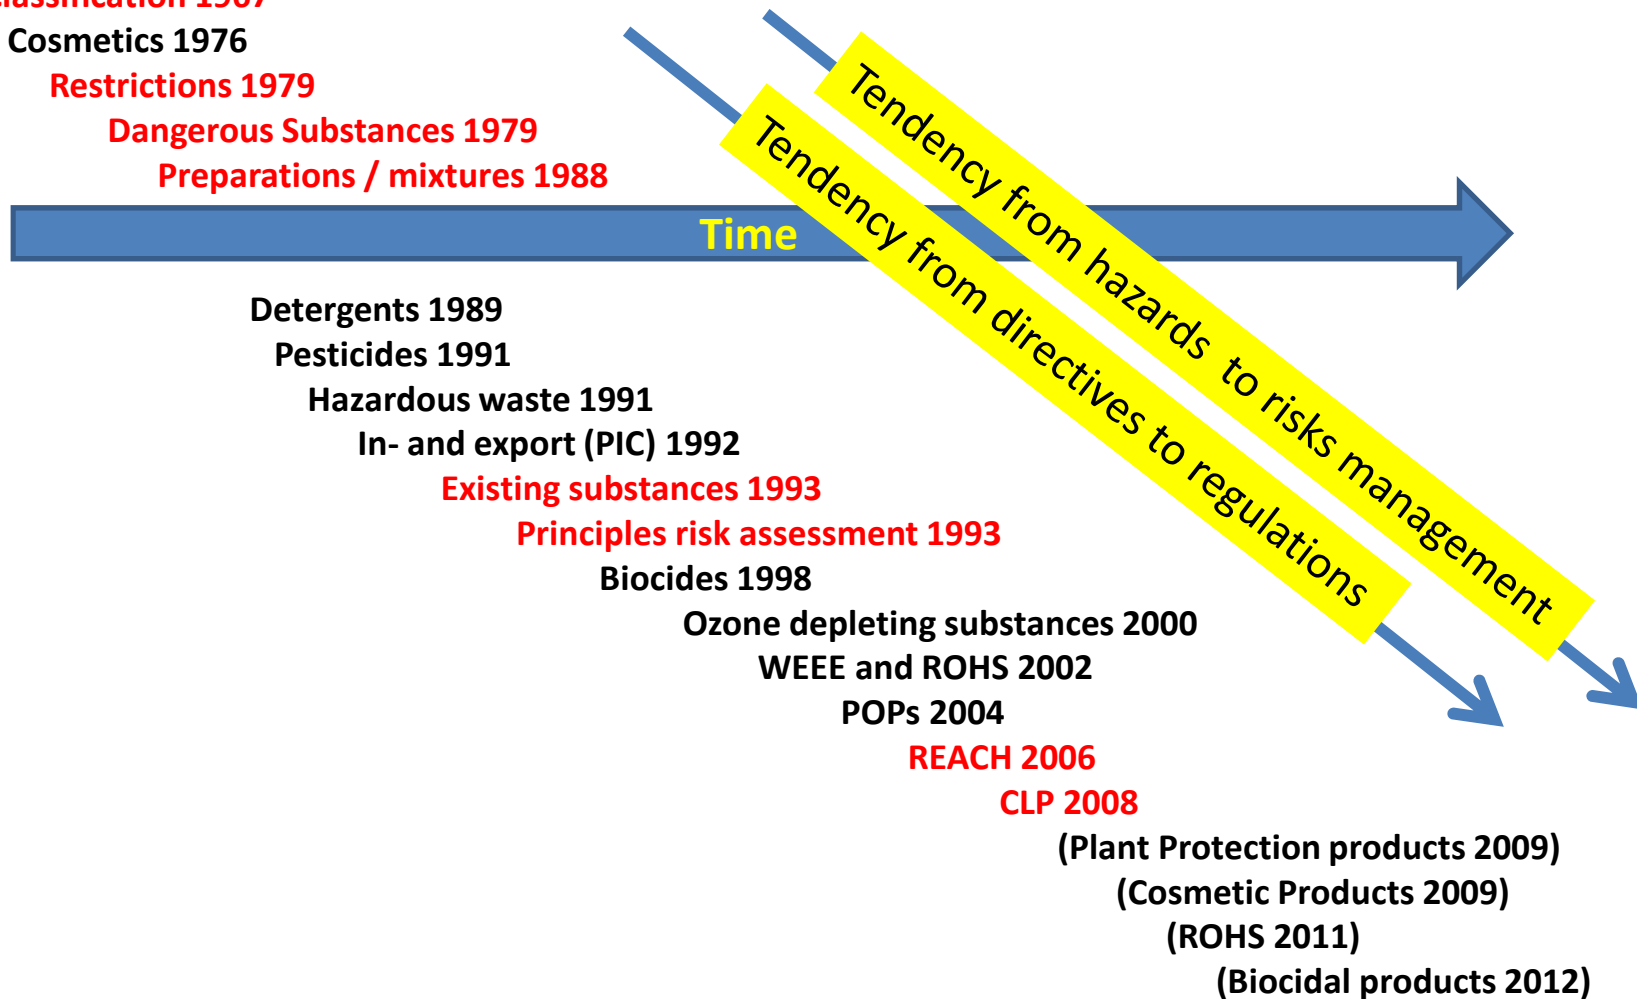 Classification 1967
Cosmetics 1976
Restrictions 1979
Dangerous Substances 1979
Preparations / mixtures 1988
Time
Tendency from hazards to risks management
Tendency from directives to regulations
Detergents 1989
Pesticides 1991
Hazardous waste 1991
In- and export (PIC) 1992
Existing substances 1993
Principles risk assessment 1993
Biocides 1998
Ozone depleting substances 2000
WEEE and ROHS 2002
POPs 2004
REACH 2006
CLP 2008
(Plant Protection products 2009)
(Cosmetic Products 2009)
(ROHS 2011)
(Biocidal products 2012)